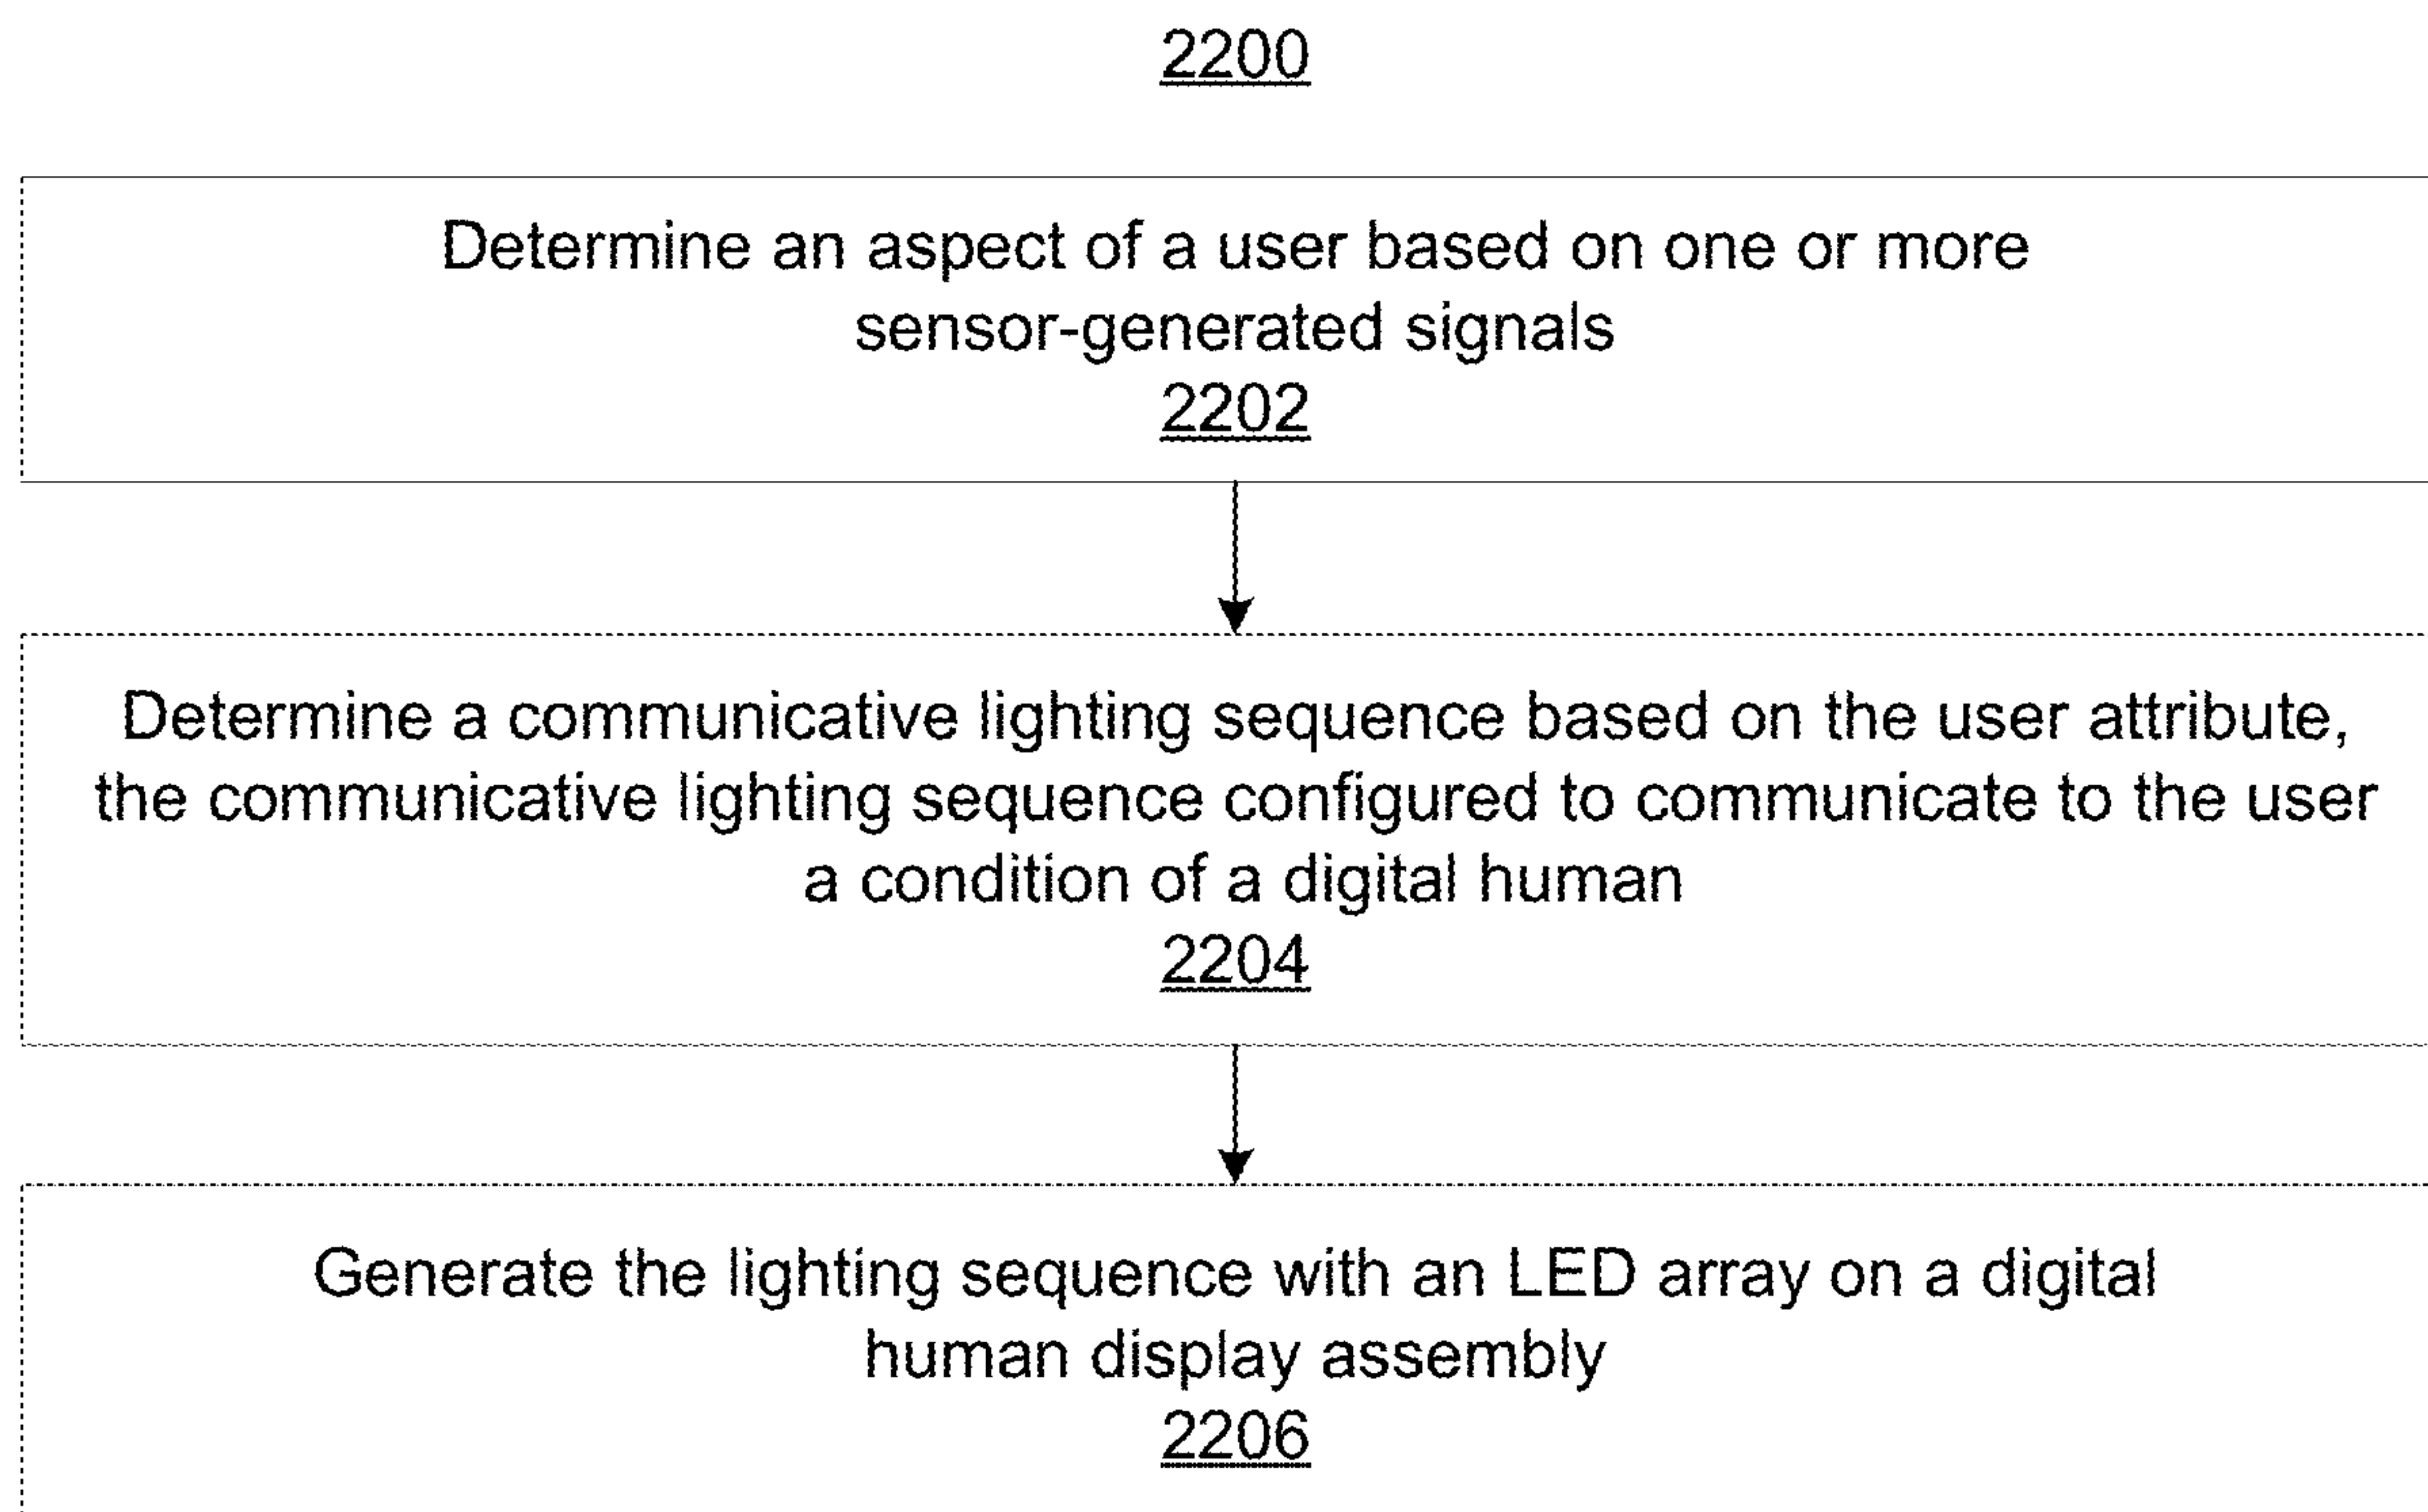 2200
Determine an aspect of a user based on one or more
sensor-generated signals
2202
Determine a communicative lighting sequence based on the user attribute,
the communicative lighting sequence configured to communicate to the user
a condition of a digital human
2204
Generate the lighting sequence with an LED array on a digital
human display assembly
2206